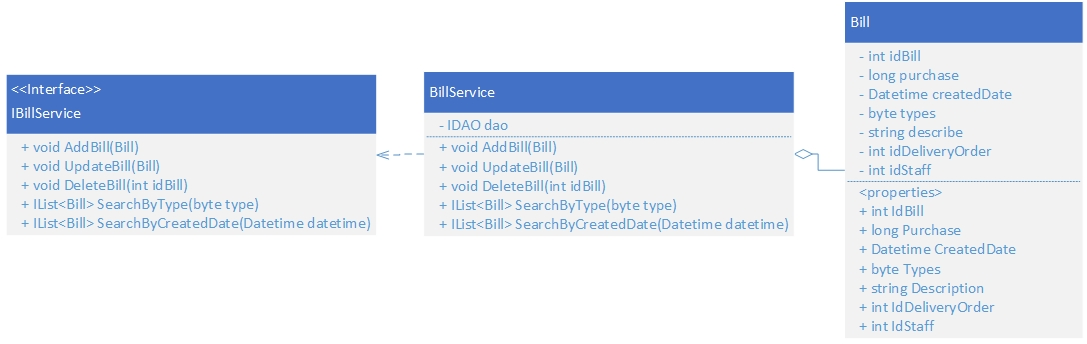 <<Interface>>
IBillService
+ void AddBill(Bill)
+ void UpdateBill(Bill)
+ void DeleteBill(int idBill)
+ IList<Bill> SearchByType(byte type)
+ IList<Bill> SearchByCreatedDate(Datetime datetime)
BillService
- IDAO dao
+ void AddBill(Bill)
+ void UpdateBill(Bill)
+ void DeleteBill(int idBill)
+ IList<Bill> SearchByType(byte type)
+ IList<Bill> SearchByCreatedDate(Datetime datetime)
Bill
- int idBill
- long purchase
- Datetime createdDate
- byte types
- string describe
- int idDeliveryOrder
- int idStaff
<properties>
+ int IdBill
+ long Purchase
+ Datetime CreatedDate
+ byte Types
+ string Description
+ int IdDeliveryOrder
+ int IdStaff